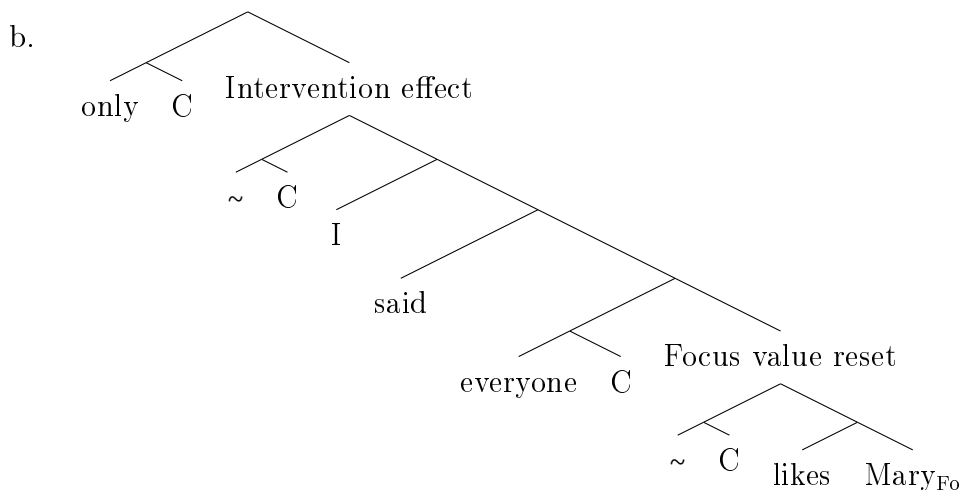 b.
only C Intervention effect
~ C
I
said
everyone C Focus value reset
~ C likes Mary_Fo